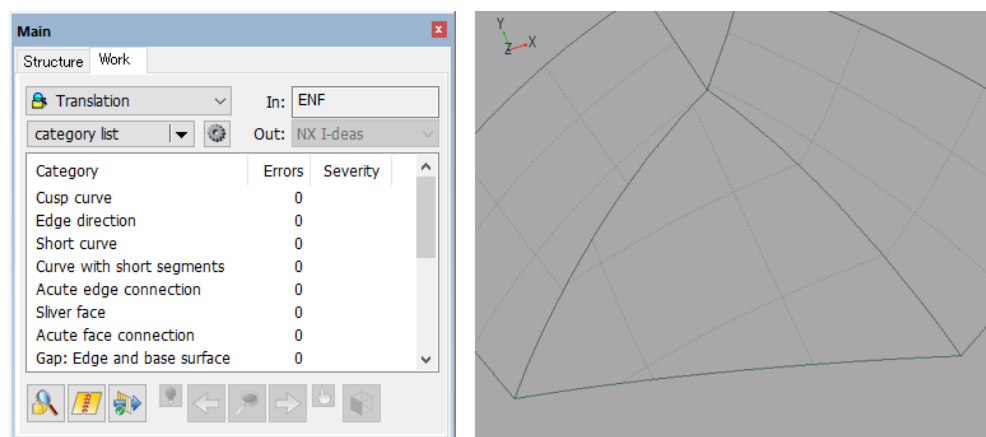 Main
Structure Work
Translation In: ENF
category list Out: NX I-deas
Category Errors Severity
Cusp curve 0
Edge direction 0
Short curve 0
Curve with short segments 0
Acute edge connection 0
Sliver face 0
Acute face connection 0
Gap: Edge and base surface 0
Y
Z X